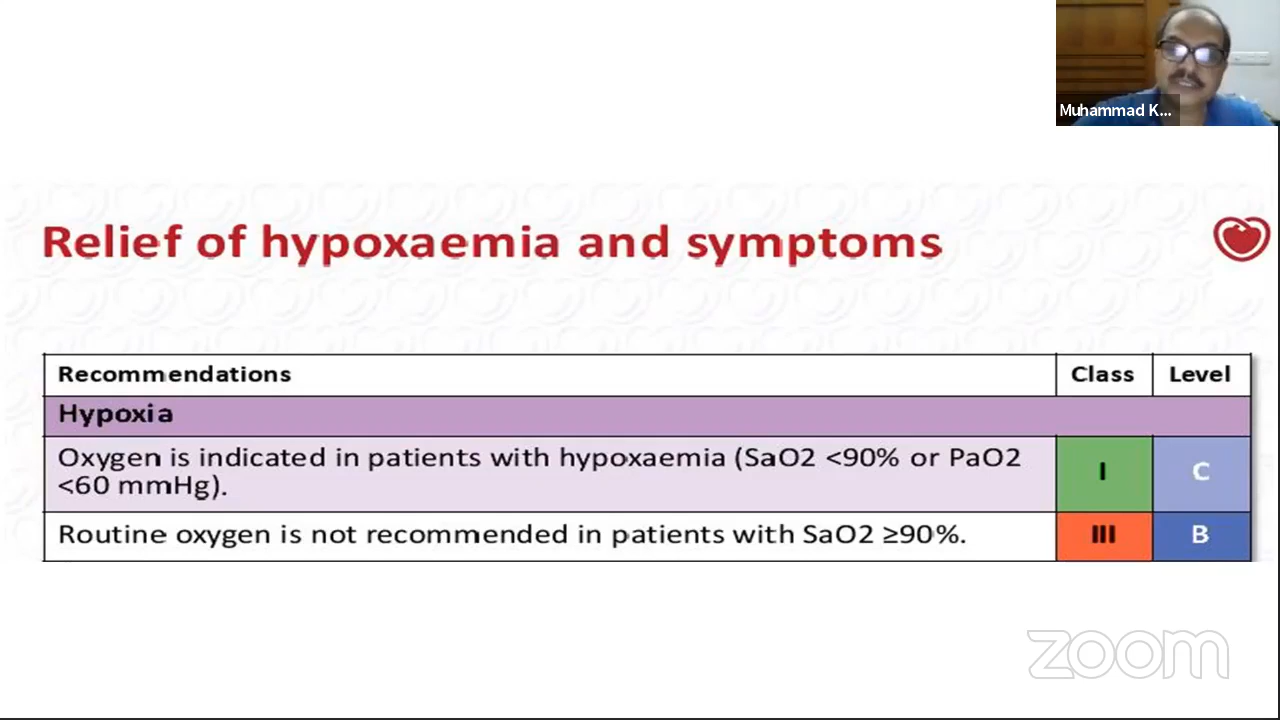 Muhammad K...
Relief of hypoxaemia and symptoms
Recommendations Class Level
Hypoxia
Oxygen is indicated in patients with hypoxaemia (SaO2 <90% or PaO2
<60 mmHg).
I C
Routine oxygen is not recommended in patients with SaO2 ≥90%. III B
zoom